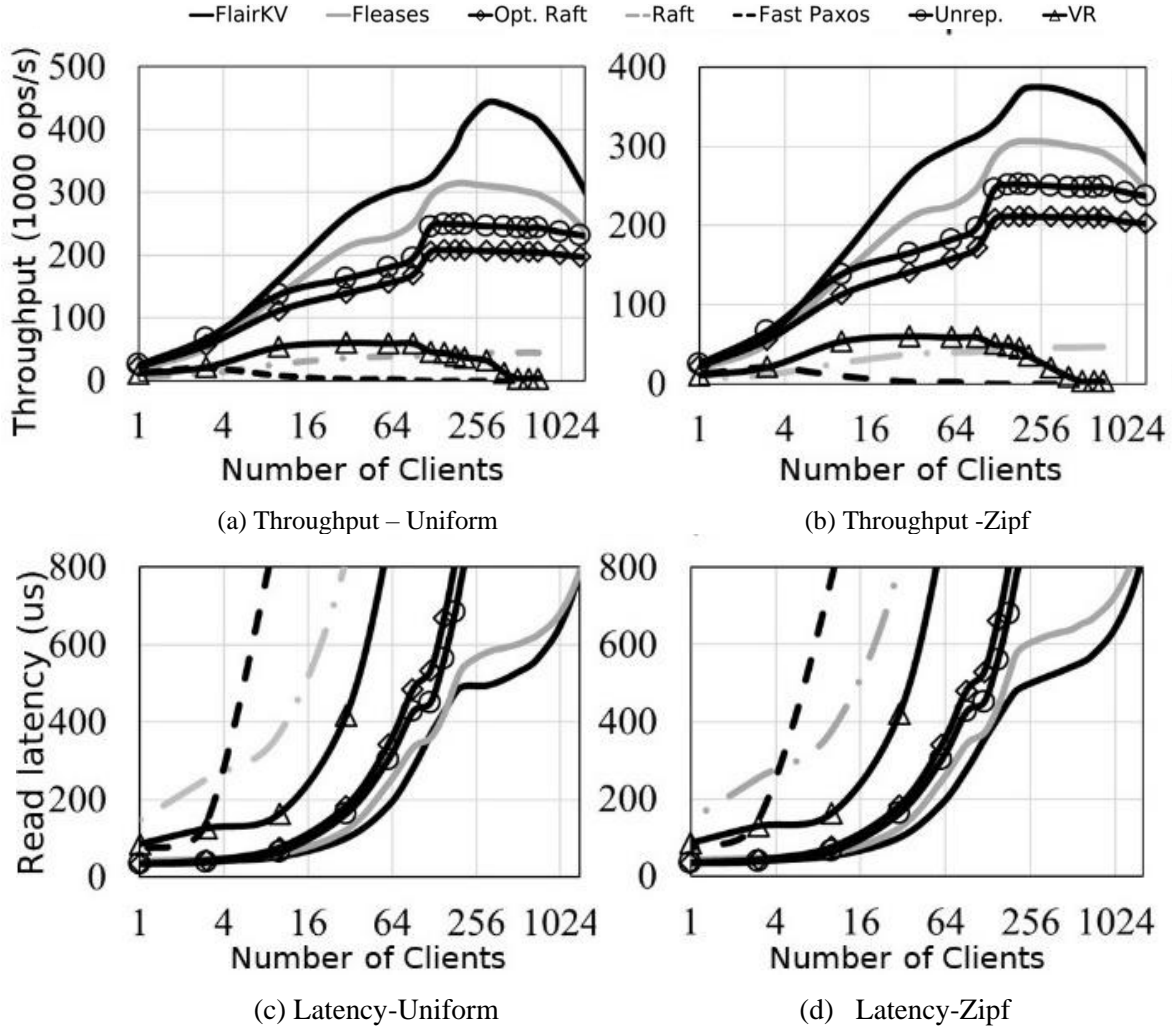 FlairKV Fleases Opt. Raft Raft Fast Paxos Unrep. VR
Throughput (1000 ops/s)
500
400
300
200
100
0
1 4 16 64 256 1024
Number of Clients
(a) Throughput – Uniform
400
300
200
100
0
1 4 16 64 256 1024
Number of Clients
(b) Throughput -Zipf
Read latency (us)
800
600
400
200
0
1 4 16 64 256 1024
Number of Clients
(c) Latency-Uniform
800
600
400
200
0
1 4 16 64 256 1024
Number of Clients
(d) Latency-Zipf